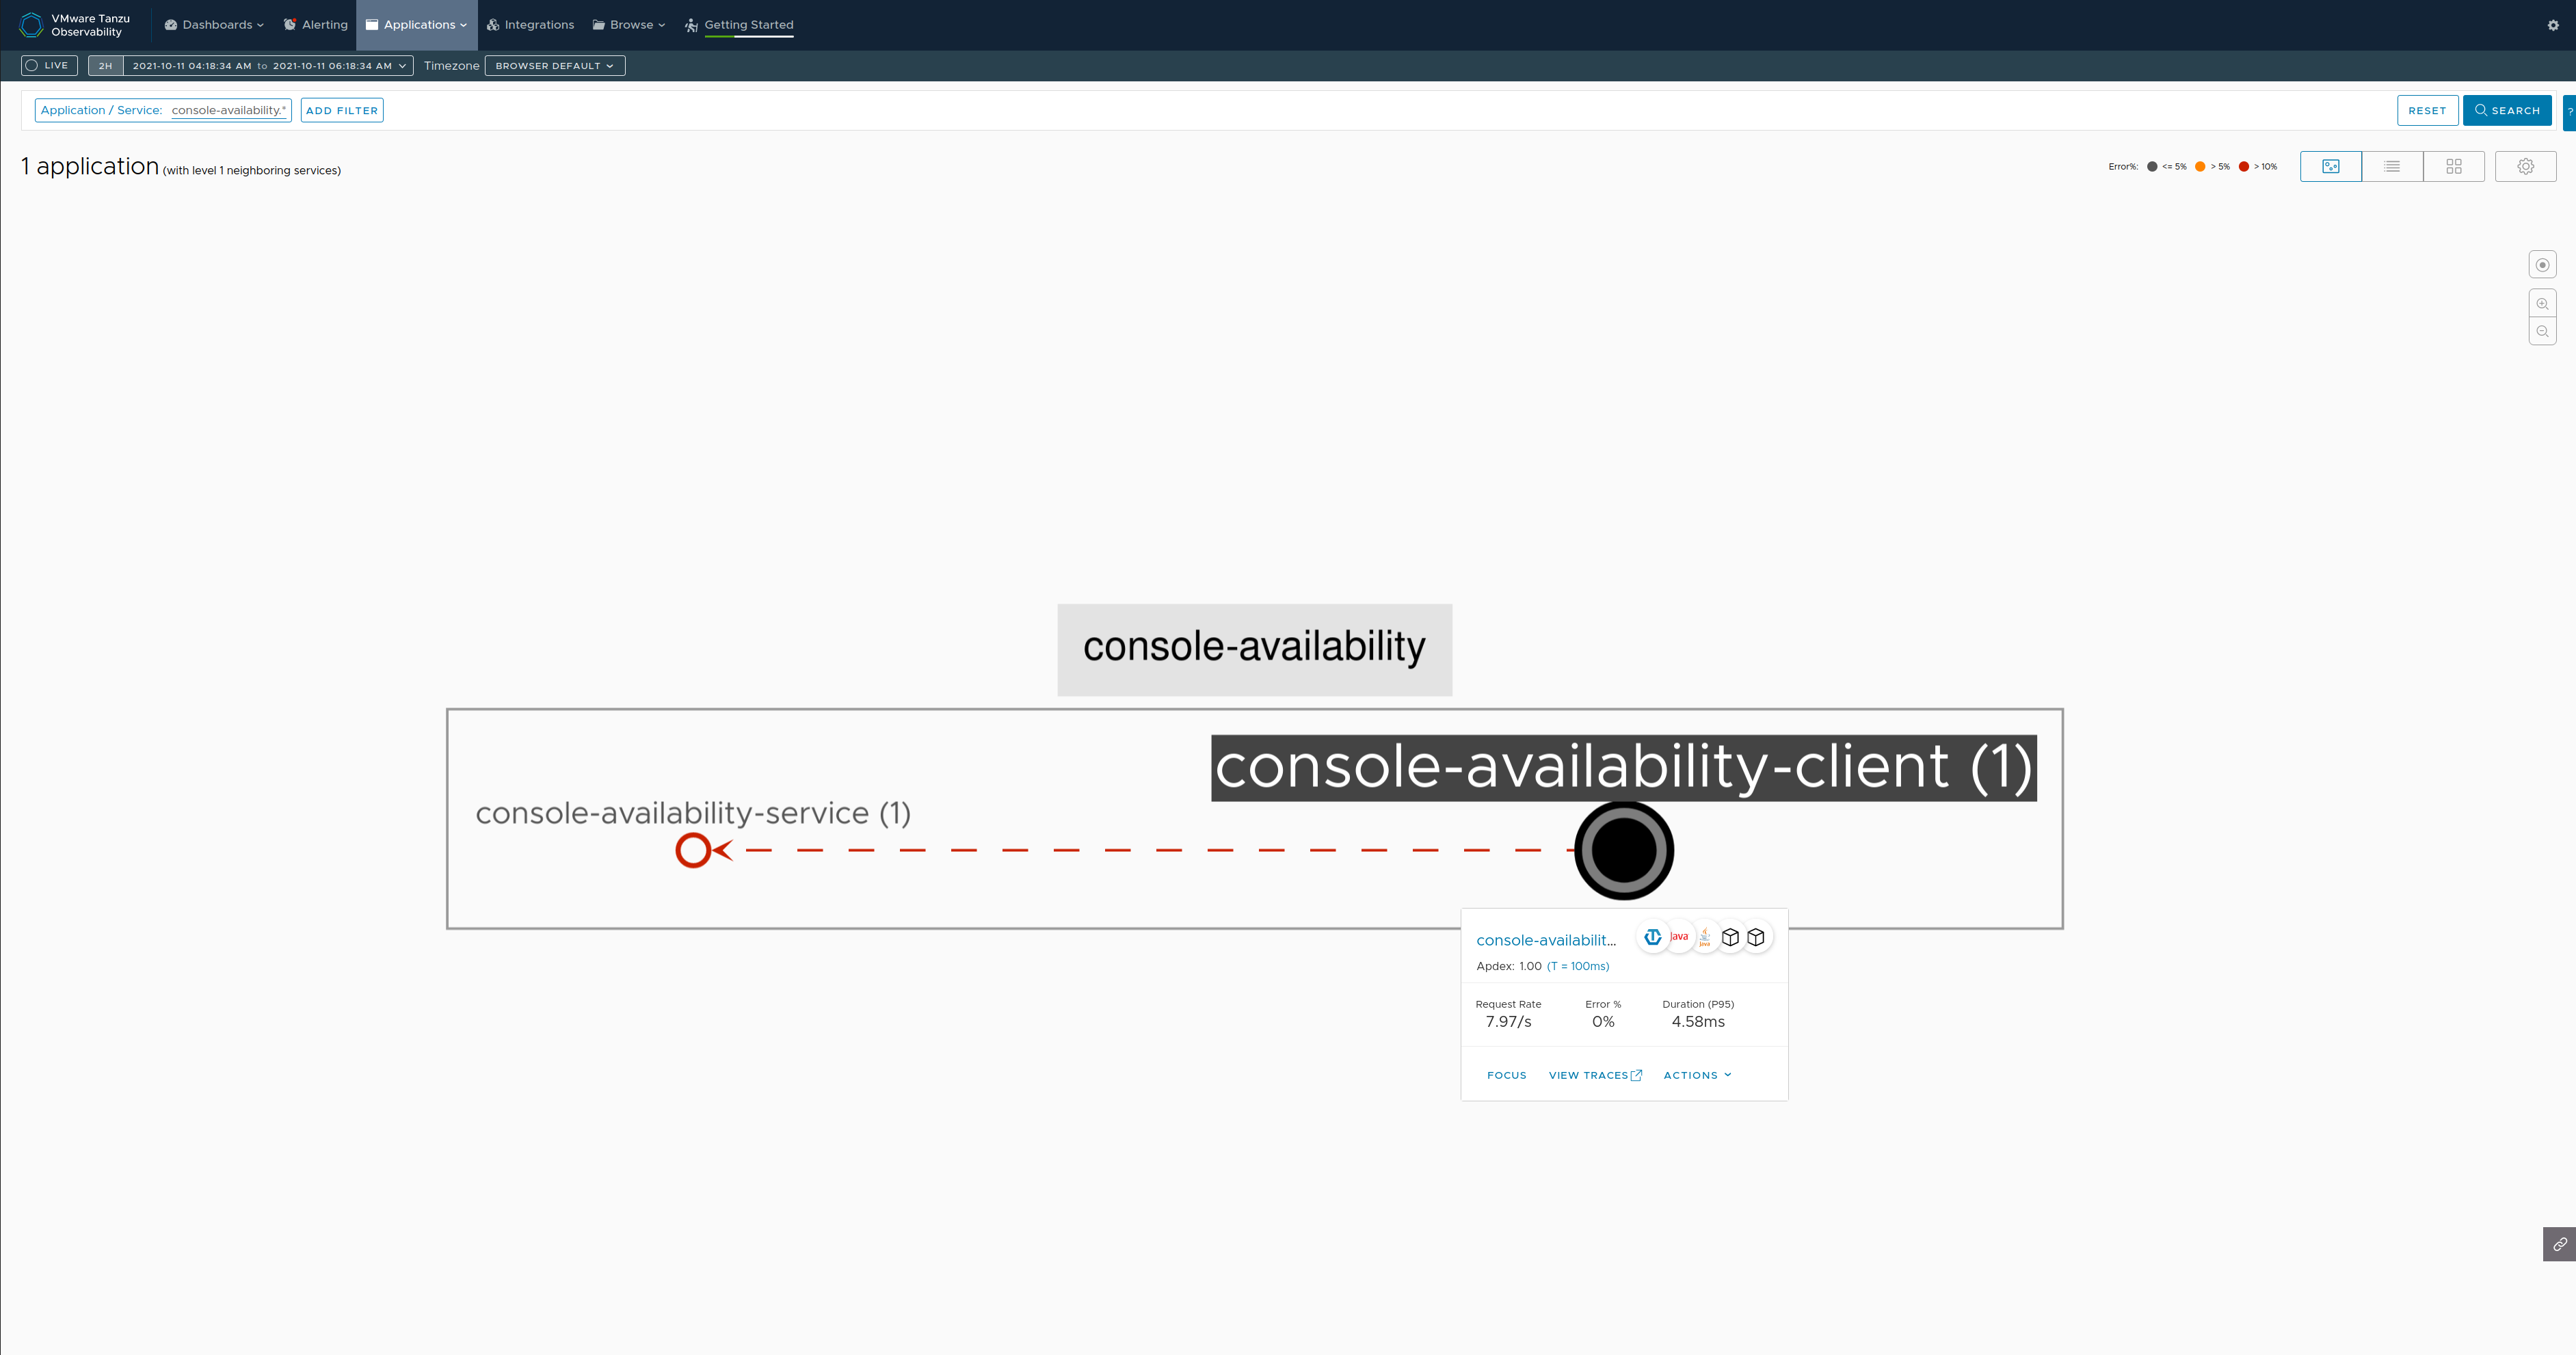 VMware Tanzu
Observability
Dashboards
Alerting
Applications
Integrations
Browse
Getting Started
LIVE
2H
2021-10-11 04:18:34 AM to 2021-10-11 06:18:34 AM
Timezone
BROWSER DEFAULT
Application / Service: console-availability.*
ADD FILTER
RESET
SEARCH
?
1 application (with level 1 neighboring services)
Error%: <= 5% > 5% > 10%
console-availability
console-availability-client (1)
console-availability-service (1)
console-availabilit...
Java
Java
Apdex: 1.00 (T = 100ms)
Request Rate Error % Duration (P95)
7.97/s 0% 4.58ms
FOCUS VIEW TRACES ACTIONS